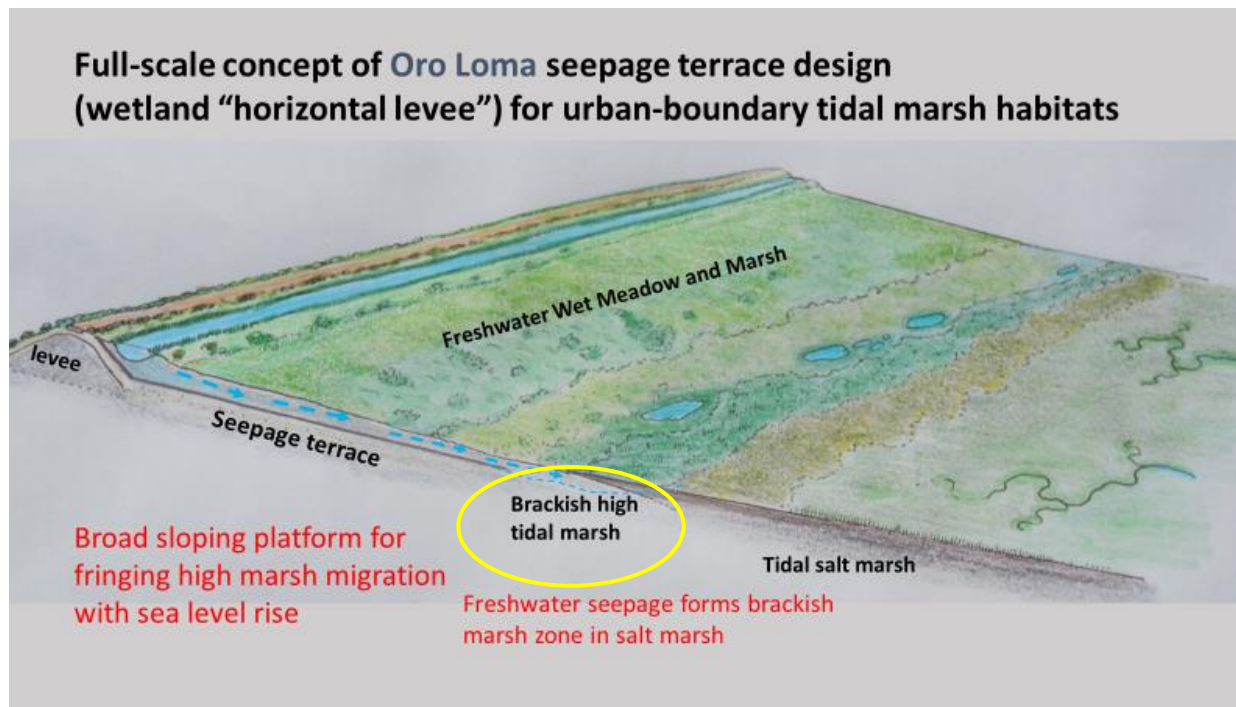 Full-scale concept of Oro Loma seepage terrace design
(wetland “horizontal levee”) for urban-boundary tidal marsh habitats
Freshwater Wet Meadow and Marsh
levee
Seepage terrace
Brackish high
tidal marsh
Tidal salt marsh
Broad sloping platform for
fringing high marsh migration
with sea level rise
Freshwater seepage forms brackish
marsh zone in salt marsh